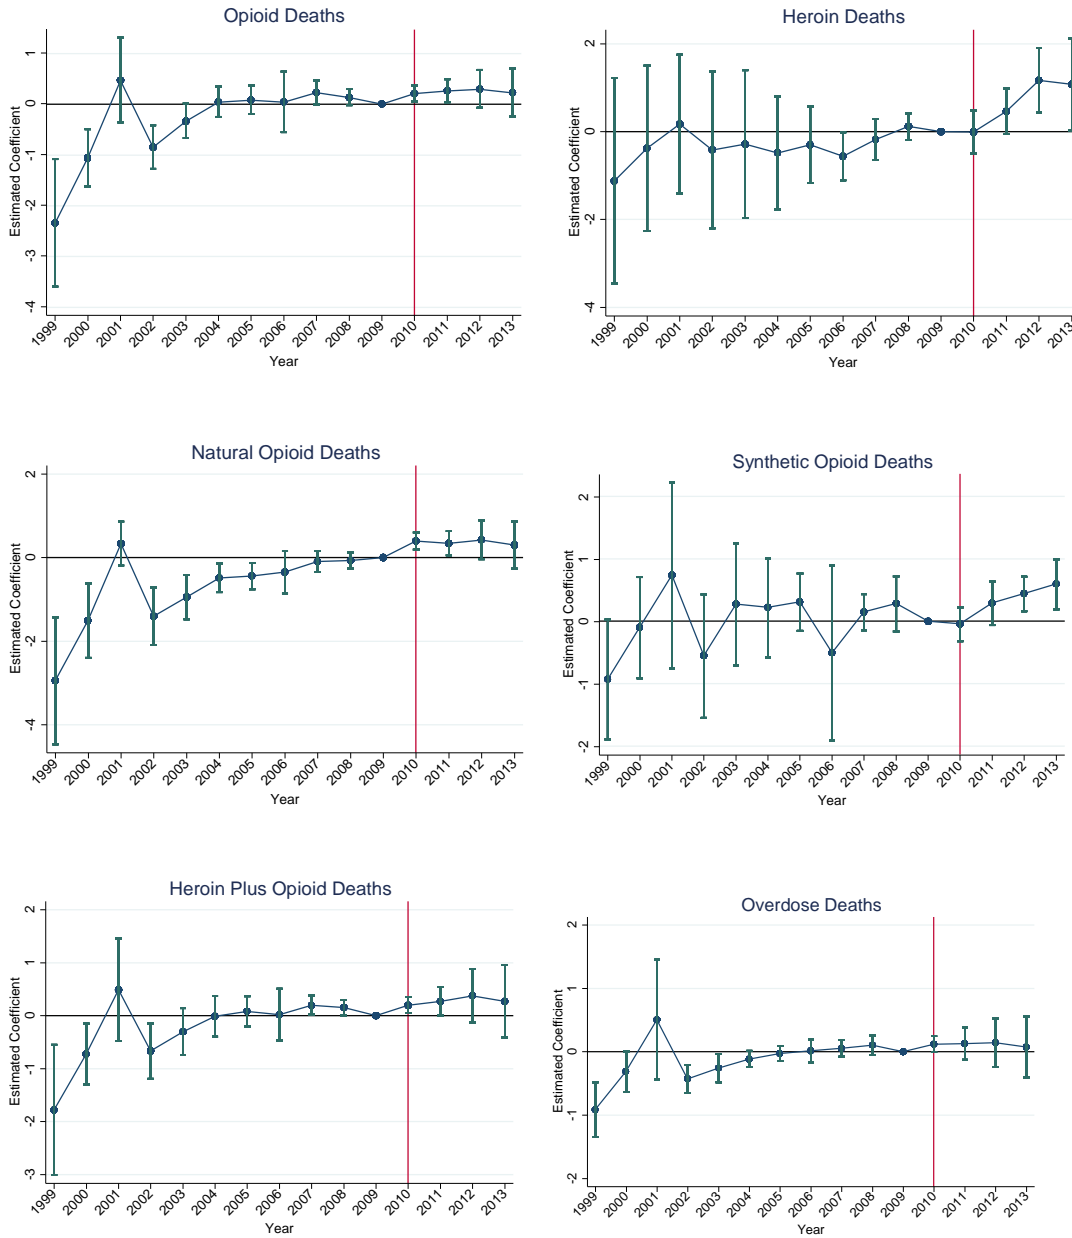 Opioid Deaths
Estimated Coefficient
1
0
-1
-2
-3
-4
1999 2000 2001 2002 2003 2004 2005 2006 2007 2008 2009 2010 2011 2012 2013
Year
Heroin Deaths
Estimated Coefficient
2
0
-2
-4
1999 2000 2001 2002 2003 2004 2005 2006 2007 2008 2009 2010 2011 2012 2013
Year
Natural Opioid Deaths
Estimated Coefficient
2
0
-2
-4
1999 2000 2001 2002 2003 2004 2005 2006 2007 2008 2009 2010 2011 2012 2013
Year
Synthetic Opioid Deaths
Estimated Coefficient
2
1
0
-1
-2
1999 2000 2001 2002 2003 2004 2005 2006 2007 2008 2009 2010 2011 2012 2013
Year
Heroin Plus Opioid Deaths
Estimated Coefficient
2
1
0
-1
-2
-3
1999 2000 2001 2002 2003 2004 2005 2006 2007 2008 2009 2010 2011 2012 2013
Year
Overdose Deaths
Estimated Coefficient
2
1
0
-1
-2
1999 2000 2001 2002 2003 2004 2005 2006 2007 2008 2009 2010 2011 2012 2013
Year